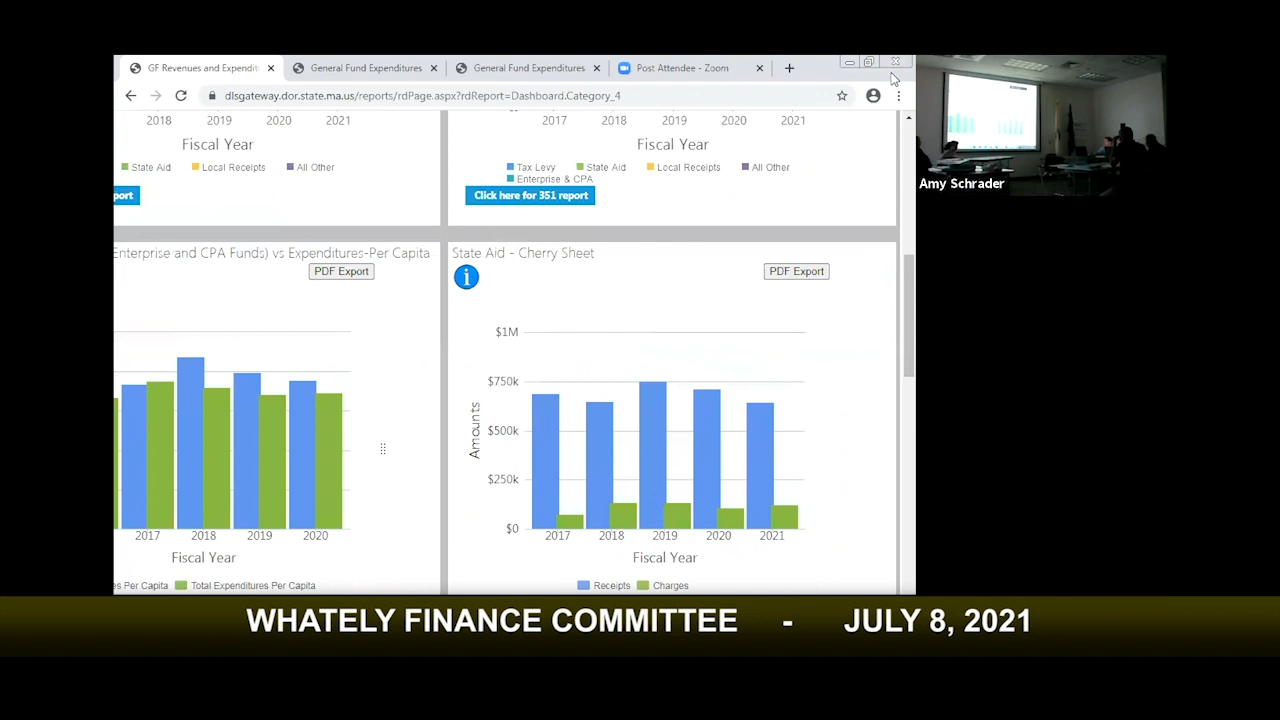 GF Revenues and Expendit
General Fund Expenditures
General Fund Expenditures
Post Attendee - Zoom
dlsgateway.dor.state.ma.us/reports/rdPage.aspx?rdReport=Dashboard.Category_4
2018 2019 2020 2021
Fiscal Year
State Aid Local Receipts All Other
port
2017 2018 2019 2020 2021
Fiscal Year
Tax Levy State Aid Local Receipts All Other
Enterprise & CPA
Click here for 351 report
Enterprise and CPA Funds) vs Expenditures-Per Capita
PDF Export
2017 2018 2019 2020
Fiscal Year
es Per Capita Total Expenditures Per Capita
State Aid - Cherry Sheet
i
PDF Export
$1M
$750k
$500k
$250k
$0
Amounts
2017 2018 2019 2020 2021
Fiscal Year
Receipts Charges
Amy Schrader
WHATELY FINANCE COMMITTEE - JULY 8, 2021